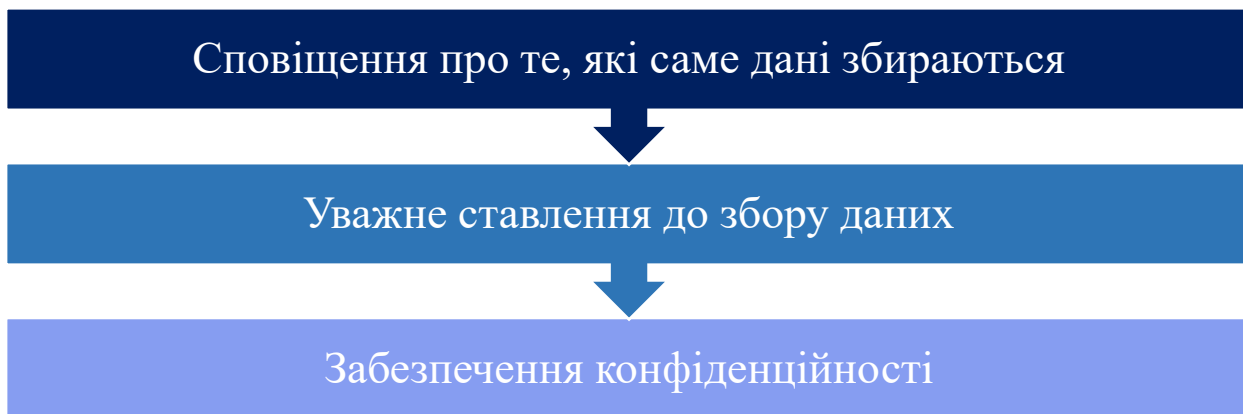 Сповіщення про те, які саме дані збираються
Уважне ставлення до збору даних
Забезпечення конфіденційності